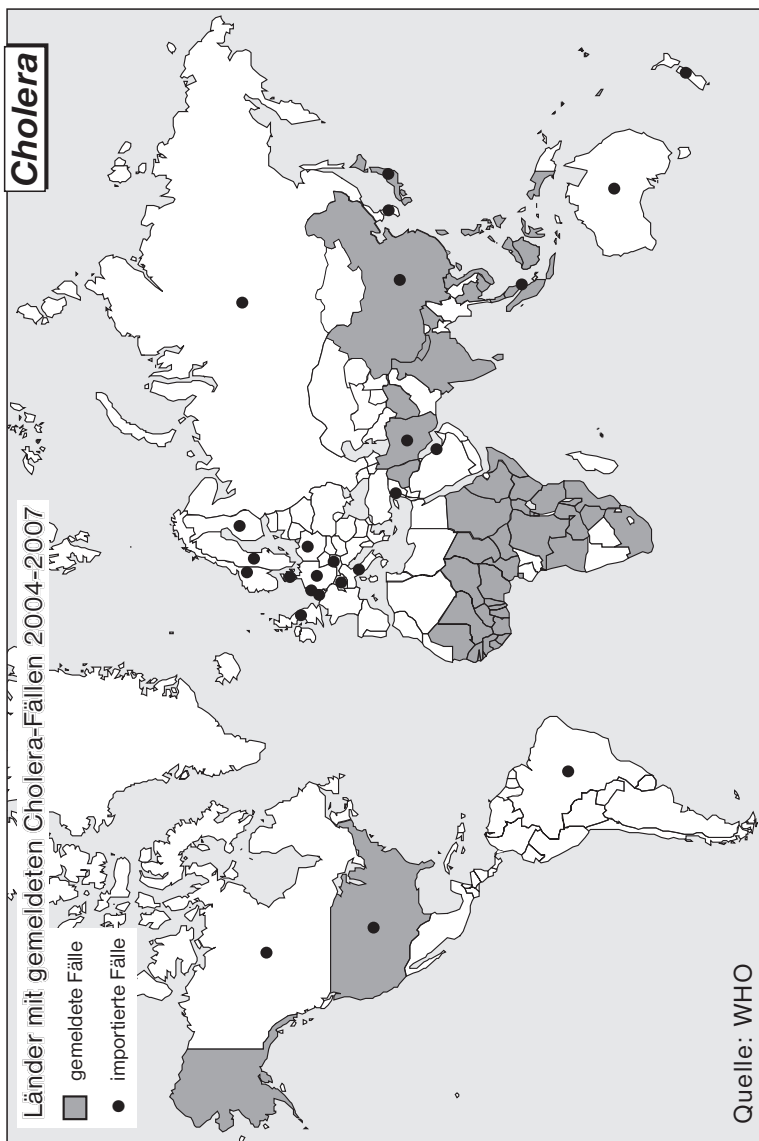 Cholera
Länder mit gemeldeten Cholera-Fällen 2004-2007
gemeldete Fälle
importierte Fälle
Quelle: WHO